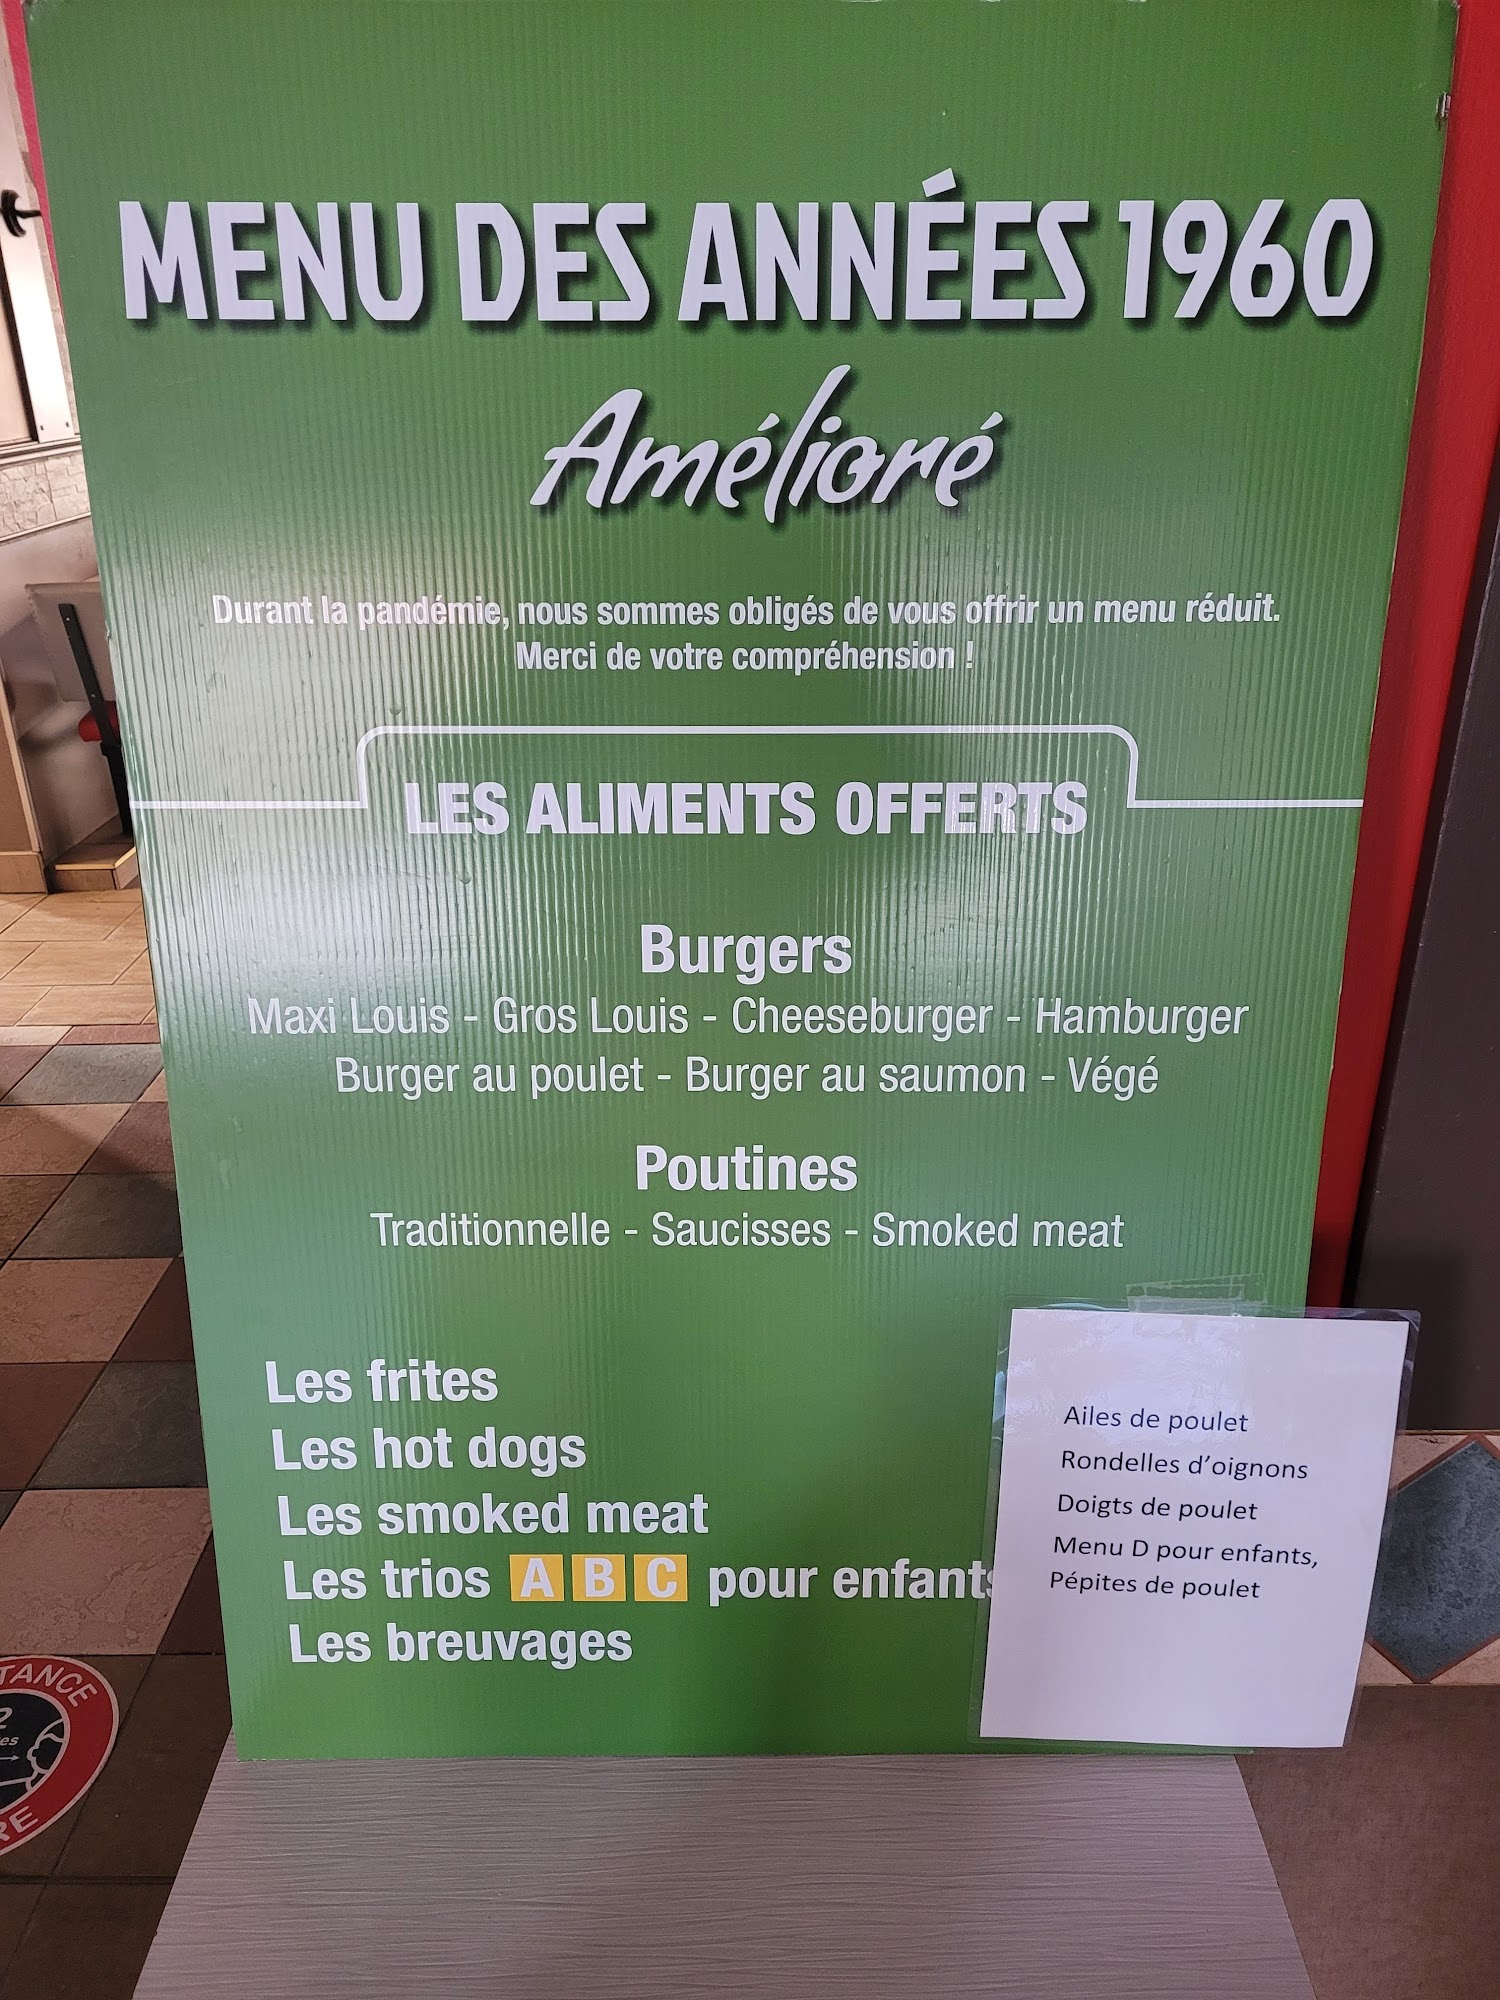 MENU DES ANNÉES 1960
Amélioré
Durant la pandémie, nous sommes obligés de vous offrir un menu réduit.
Merci de votre compréhension !
LES ALIMENTS OFFERTS
Burgers
Maxi Louis - Gros Louis - Cheeseburger - Hamburger
Burger au poulet - Burger au saumon - Végé
Poutines
Traditionnelle - Saucisses - Smoked meat
Les frites
Les hot dogs
Les smoked meat
Les trios A B C pour enfants
Les breuvages
Ailes de poulet
Rondelles d'oignons
Doigts de poulet
Menu D pour enfants,
Pépites de poulet
2